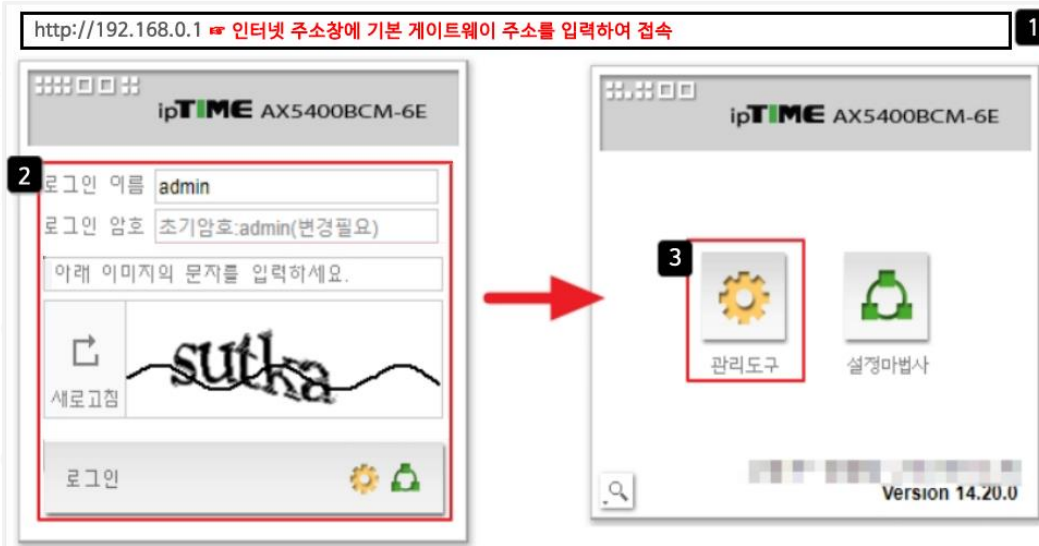 http://192.168.0.1 ☞ 인터넷 주소창에 기본 게이트웨이 주소를 입력하여 접속
1
ipTIME AX5400BCM-6E
2
로그인 이름 admin
로그인 암호 초기암호:admin(변경필요)
아래 이미지의 문자를 입력하세요.
새로고침
sutka
로그인
ipTIME AX5400BCM-6E
3
관리도구
설정마법사
Version 14.20.0